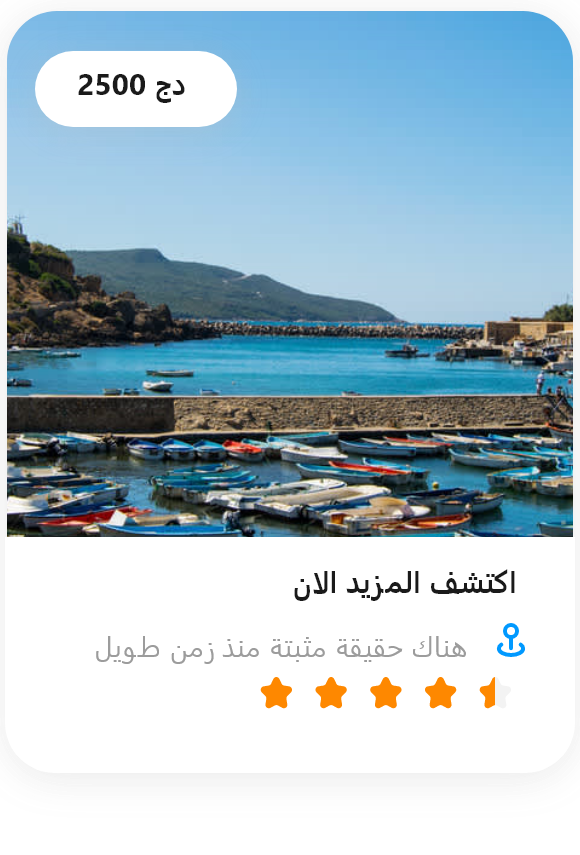 2500 دج
اكتشف المزيد الان
هناك حقيقة مثبتة منذ زمن طويل